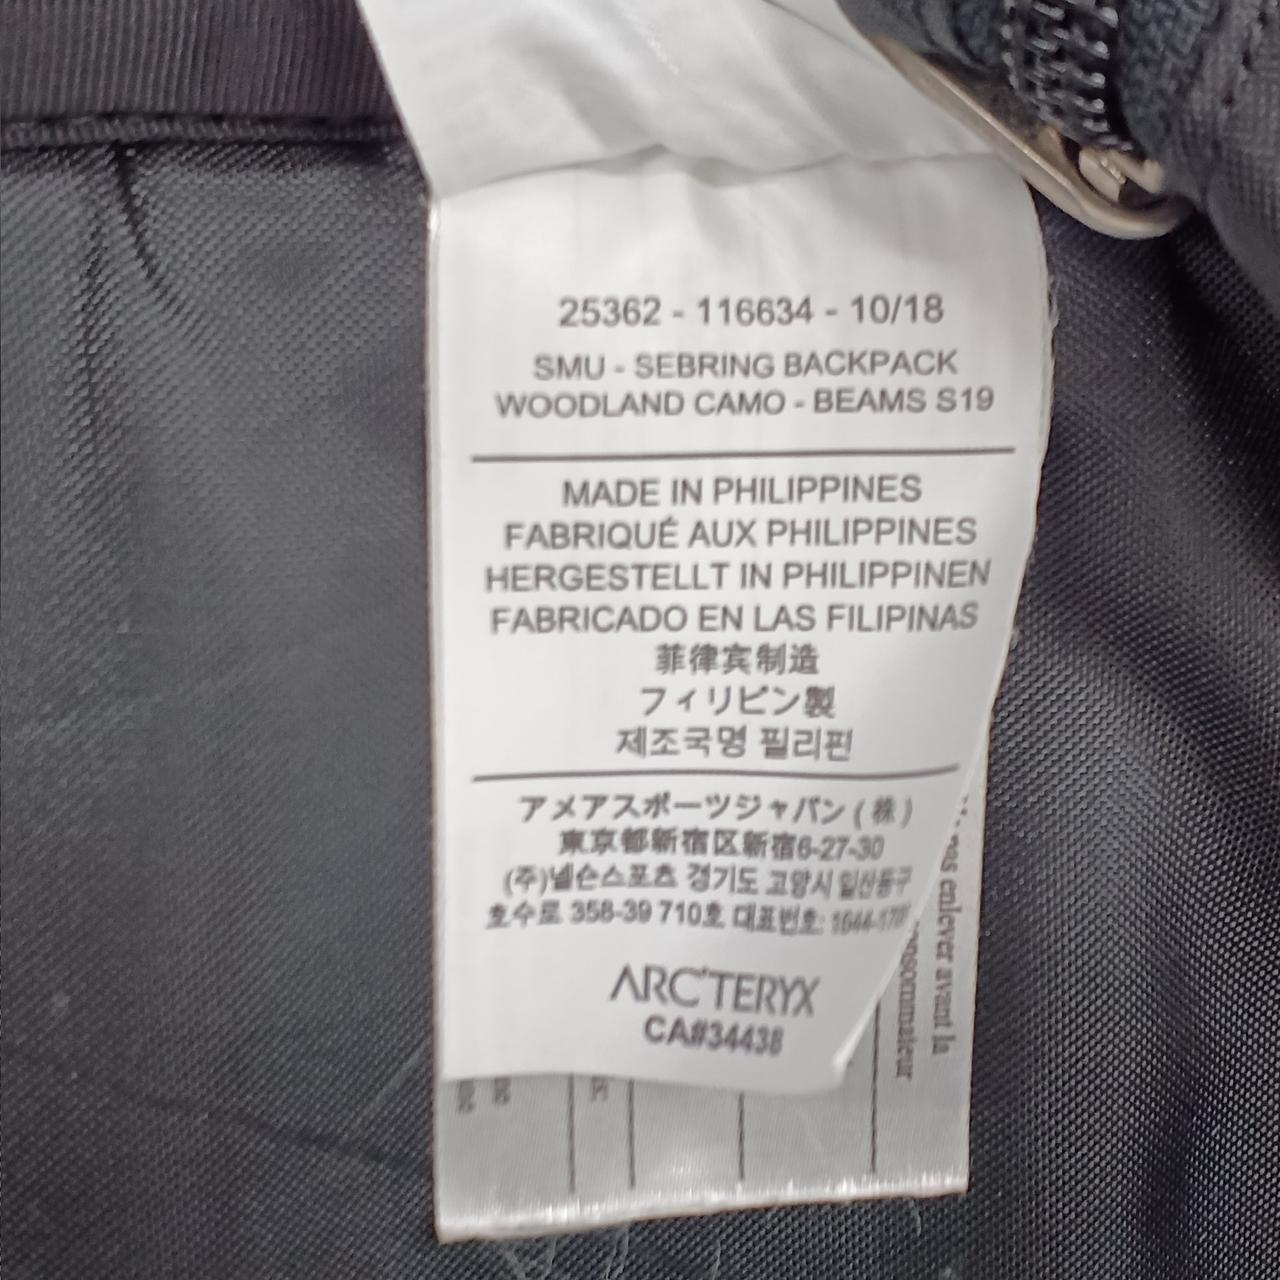 25362 - 116634 - 10/18
SMU - SEBRING BACKPACK
WOODLAND CAMO - BEAMS S19
MADE IN PHILIPPINES
FABRIQUÉ AUX PHILIPPINES
HERGESTELLT IN PHILIPPINEN
FABRICADO EN LAS FILIPINAS
菲律宾制造
フィリピン製
제조국명 필리핀
アメアスポーツジャパン (株)
東京都新宿区新宿6-27-30
(주)넬슨스포츠 경기도 고양시 일산동구
호수로 358-39 710호 대표번호: 1644-
ARC'TERYX
CA#34438
enlever avant la
consommateur